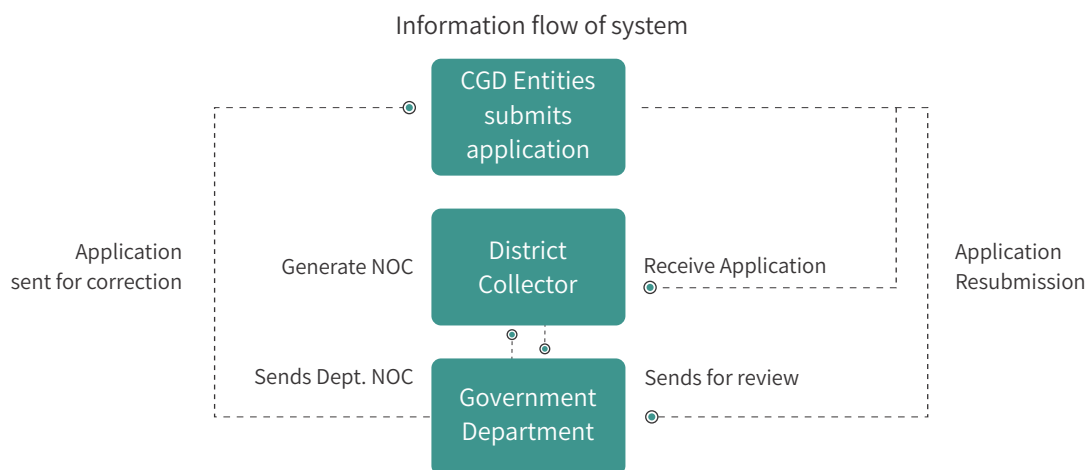 Information flow of system
CGD Entities
submits
application
Application
sent for correction
Generate NOC
District
Collector
Receive Application
Application
Resubmission
Sends Dept. NOC
Government
Department
Sends for review